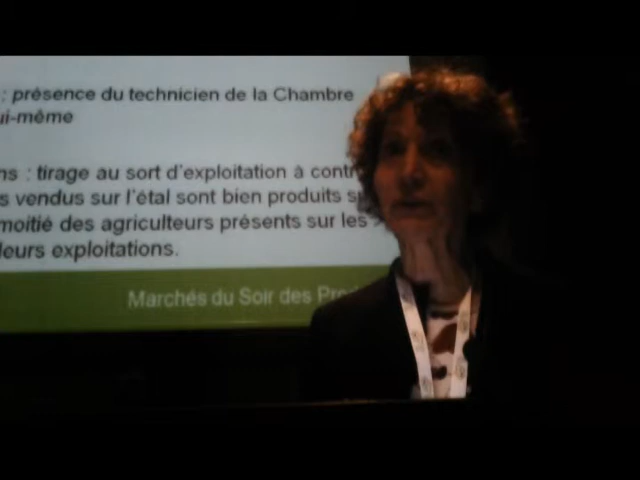 : présence du technicien de la Chambre
ui-même
ns : tirage au sort d'exploitation à contr
s vendus sur l'étal sont bien produits s
moitié des agriculteurs présents sur les
leurs exploitations.
Marchés du Soir des Pro